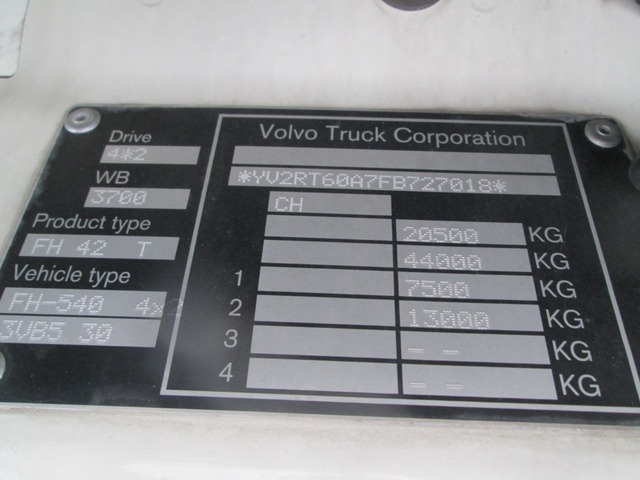 Drive
4*2
WB
3700
Product type
FH 42 T
Vehicle type
FH-540 4x2
3VB5 30
Volvo Truck Corporation
*YV2RT60A7FB727018*
CH
20500 KG
44000 KG
1 7500 KG
2 13000 KG
3 – – KG
4 – – KG